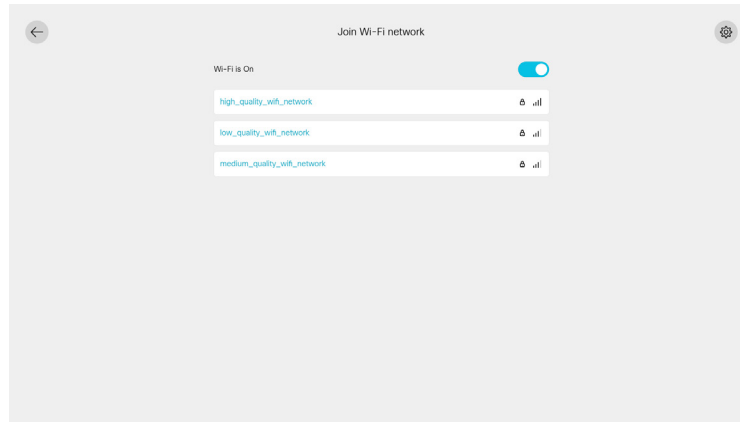 Join Wi-Fi network
Wi-Fi is On
high_quality_wifi_network
low_quality_wifi_network
medium_quality_wifi_network